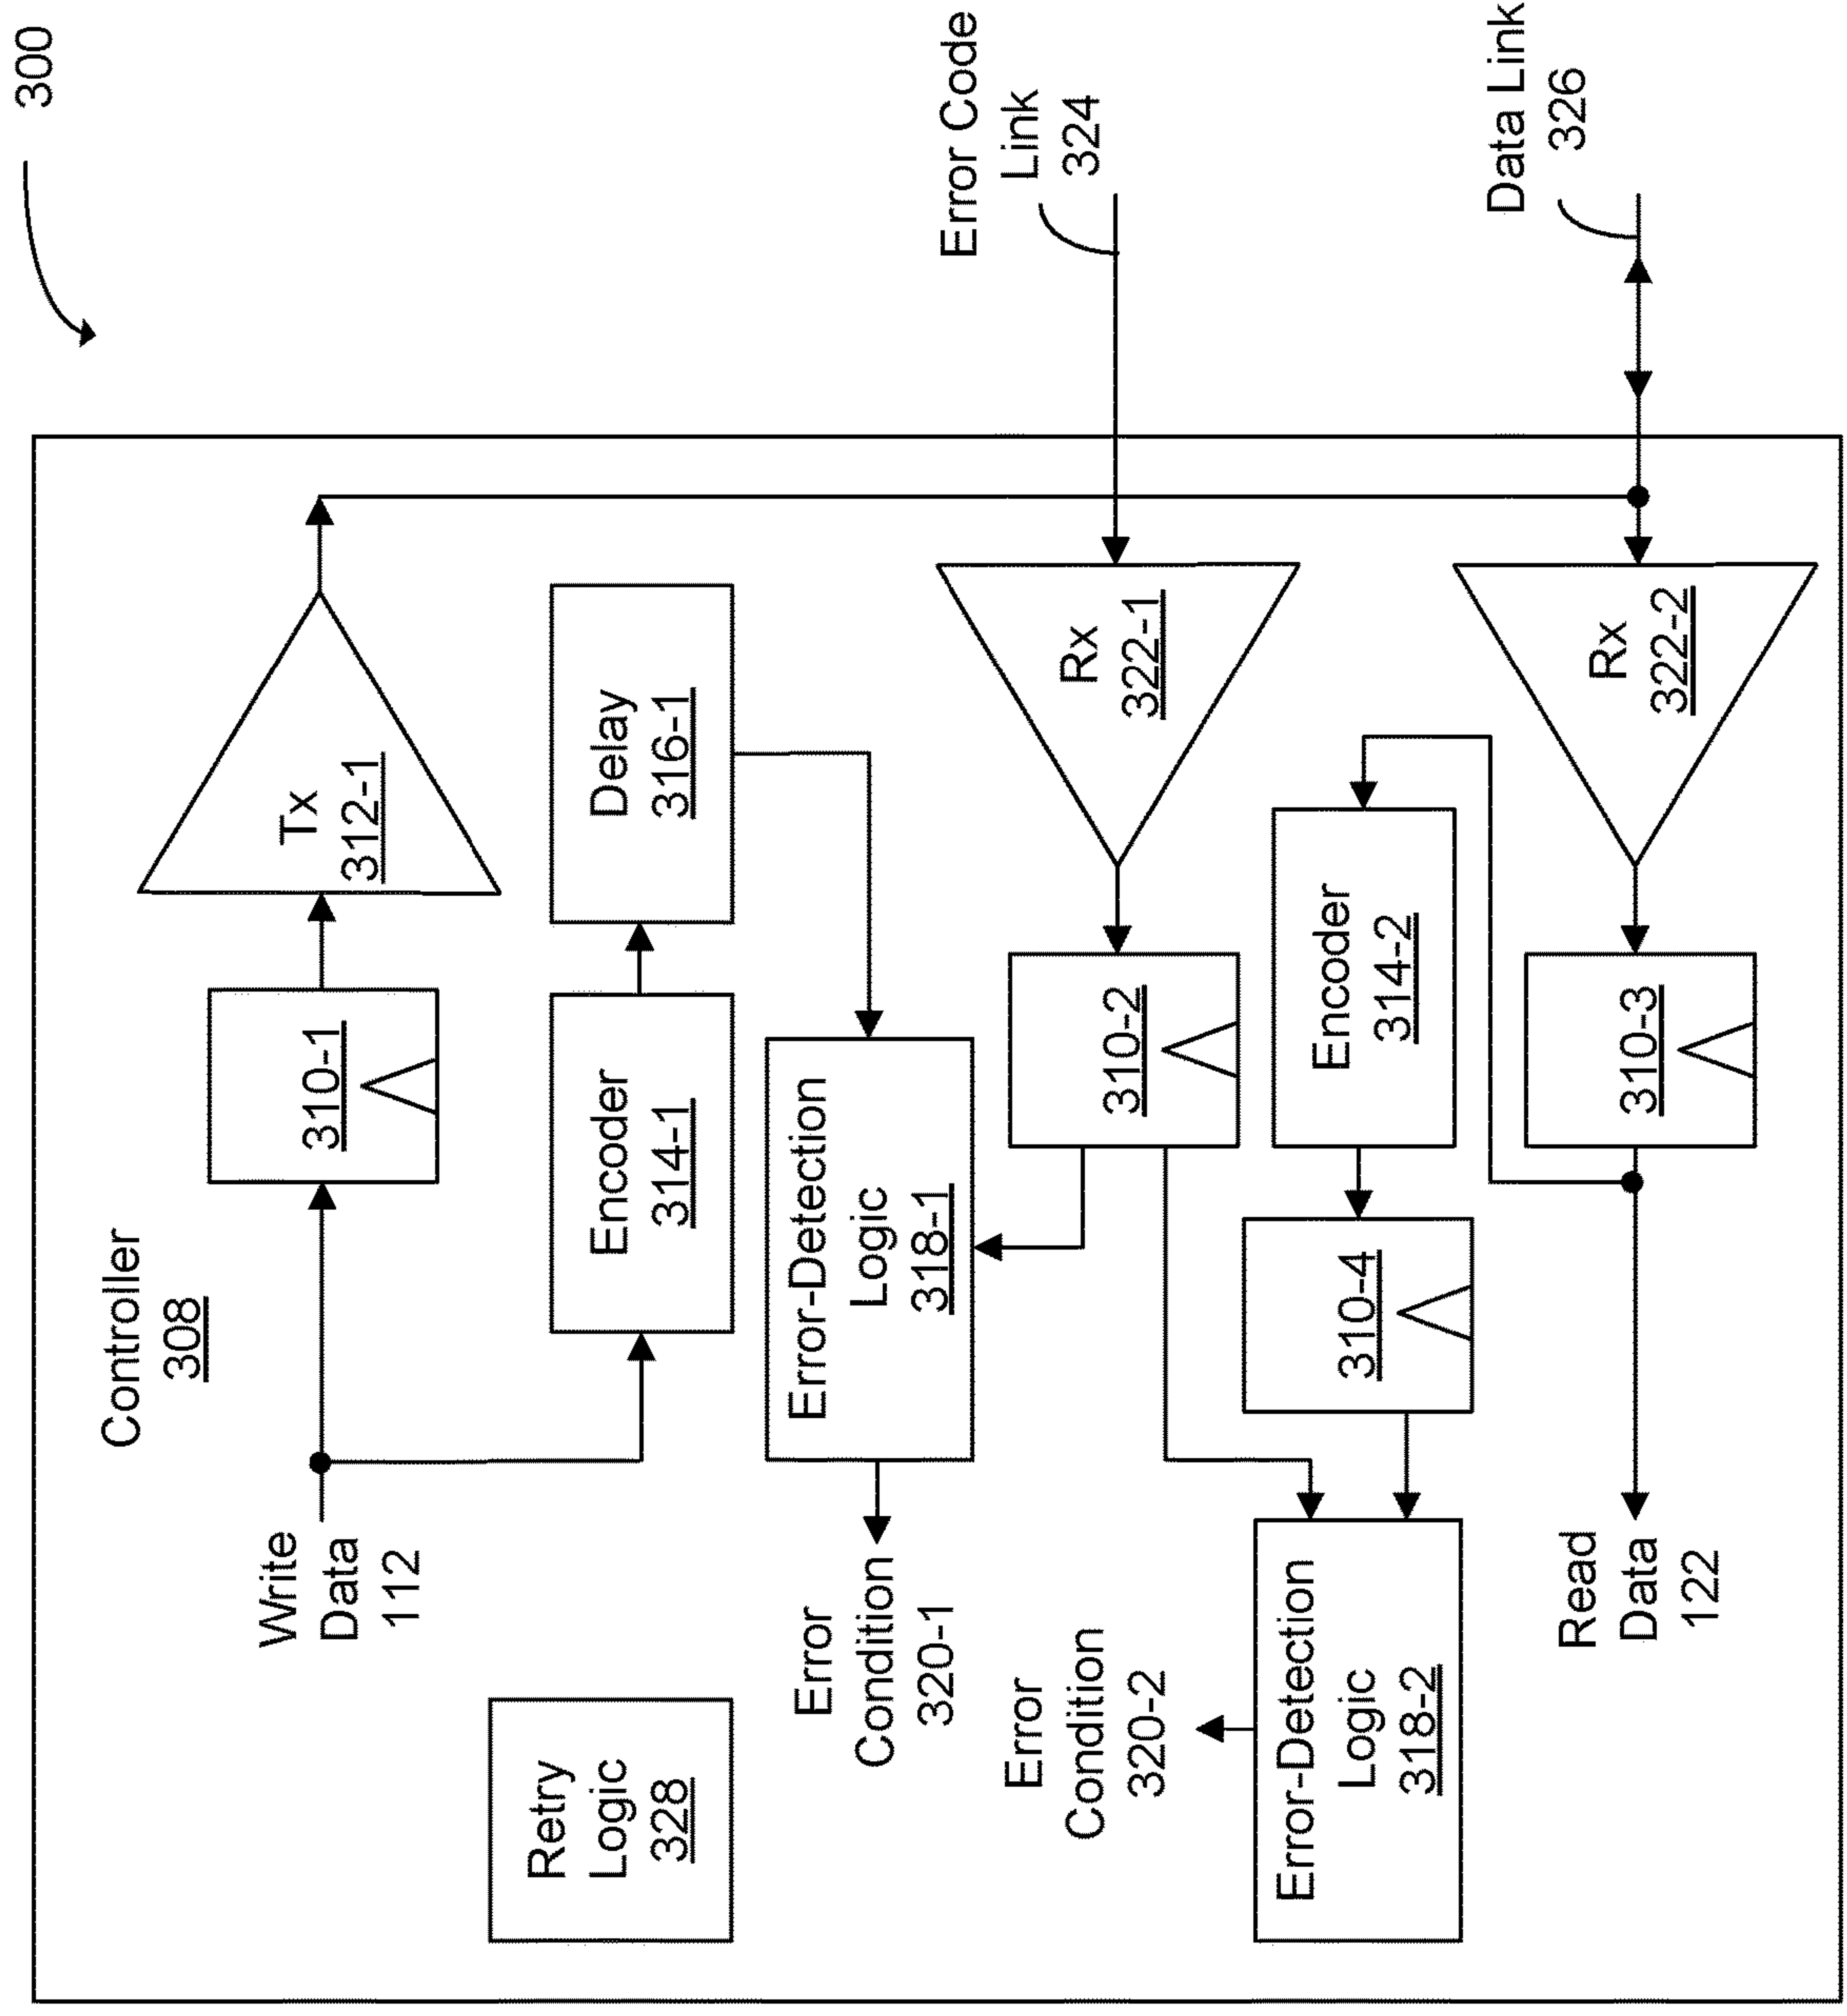 300
Controller
308
Retry
Logic
328
Write
Data
112
310-1
Tx
312-1
Encoder
314-1
Delay
316-1
Error
Condition
320-1
Error-Detection
Logic
318-1
Error Code
Link
324
310-2
Rx
322-1
Error
Condition
320-2
Error-Detection
Logic
318-2
310-4
Encoder
314-2
Read
Data
122
310-3
Rx
322-2
Data Link
326